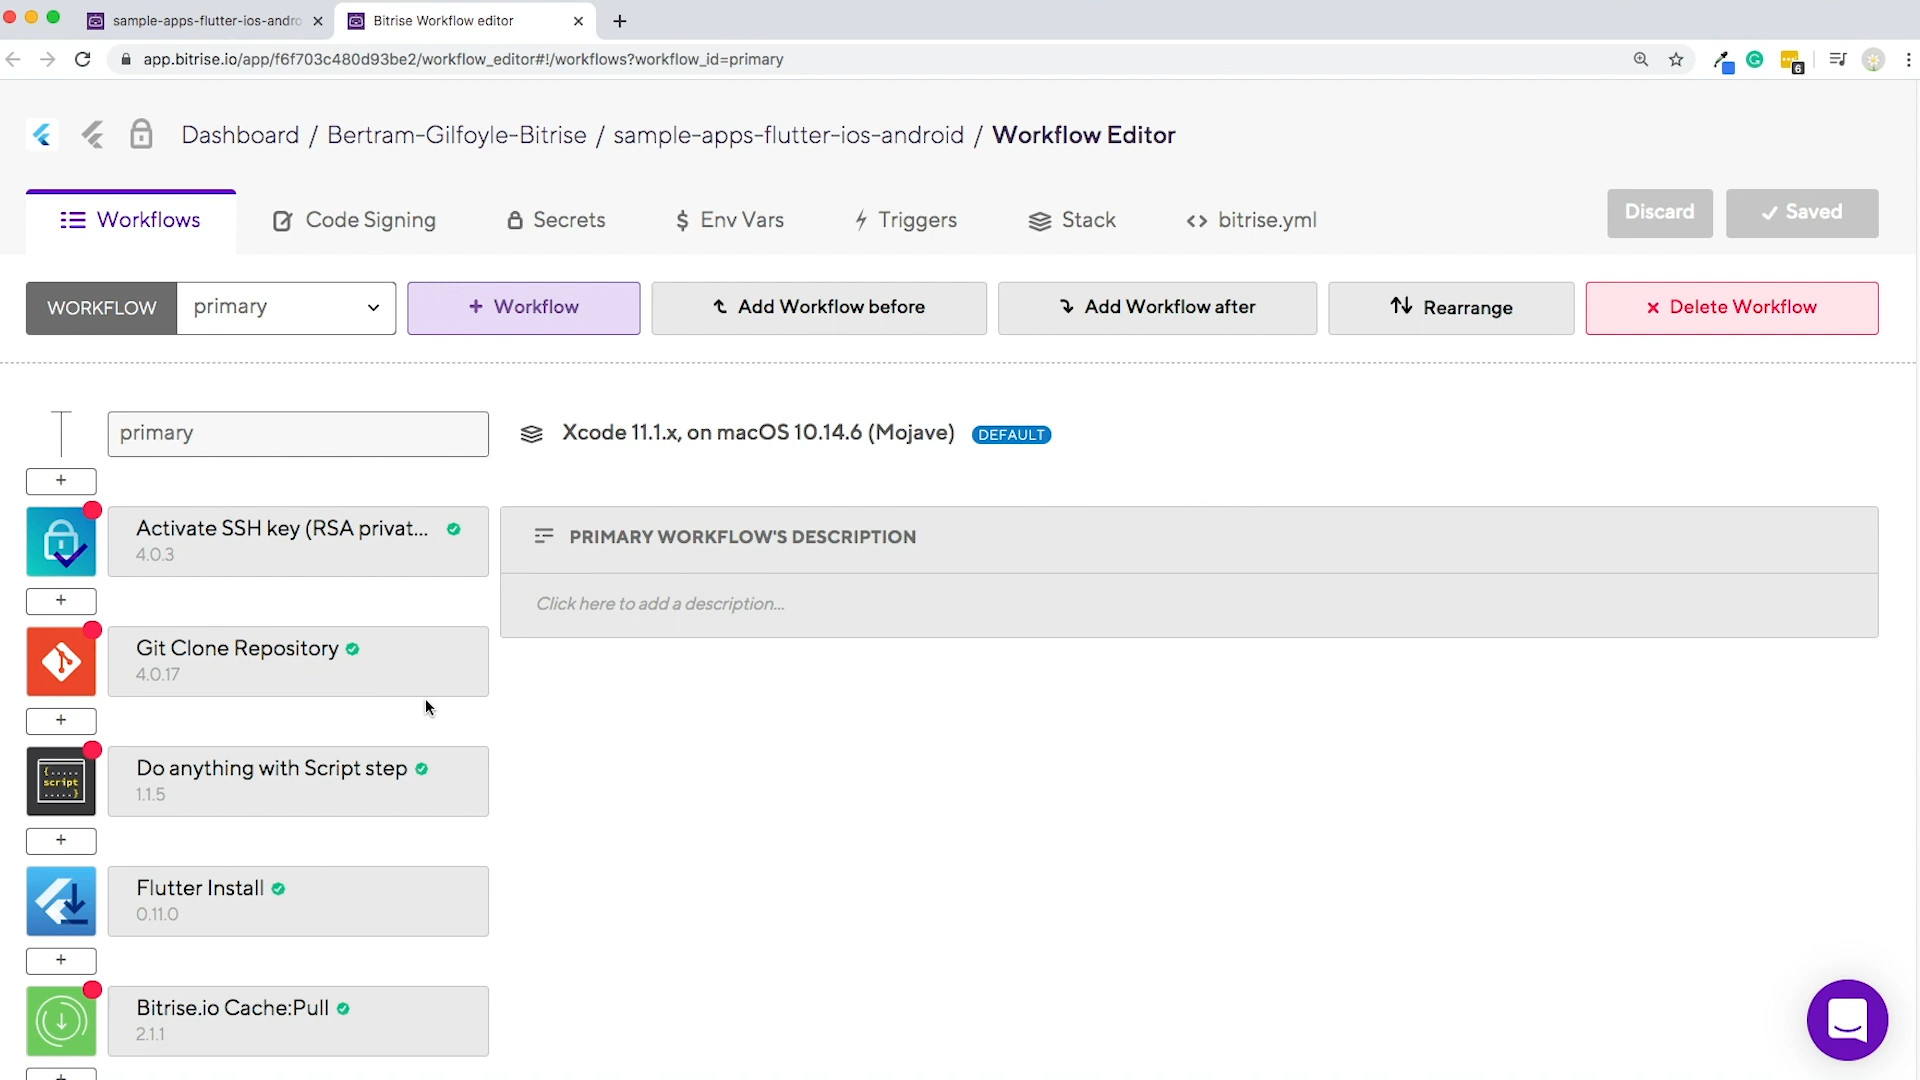 sample-apps-flutter-ios-andro
Bitrise Workflow editor
app.bitrise.io/app/f6f703c480d93be2/workflow_editor#!/workflows?workflow_id=primary
6
Dashboard / Bertram-Gilfoyle-Bitrise / sample-apps-flutter-ios-android / Workflow Editor
Workflows
Code Signing
Secrets
$ Env Vars
Triggers
Stack
<> bitrise.yml
Discard
Saved
WORKFLOW
primary
+ Workflow
Add Workflow before
Add Workflow after
Rearrange
Delete Workflow
primary
Xcode 11.1.x, on macOS 10.14.6 (Mojave)
DEFAULT
+
Activate SSH key (RSA privat...
4.0.3
PRIMARY WORKFLOW'S DESCRIPTION
Click here to add a description...
+
Git Clone Repository
4.0.17
+
{.....
script
.....}
Do anything with Script step
1.1.5
+
Flutter Install
0.11.0
+
Bitrise.io Cache:Pull
2.1.1
+